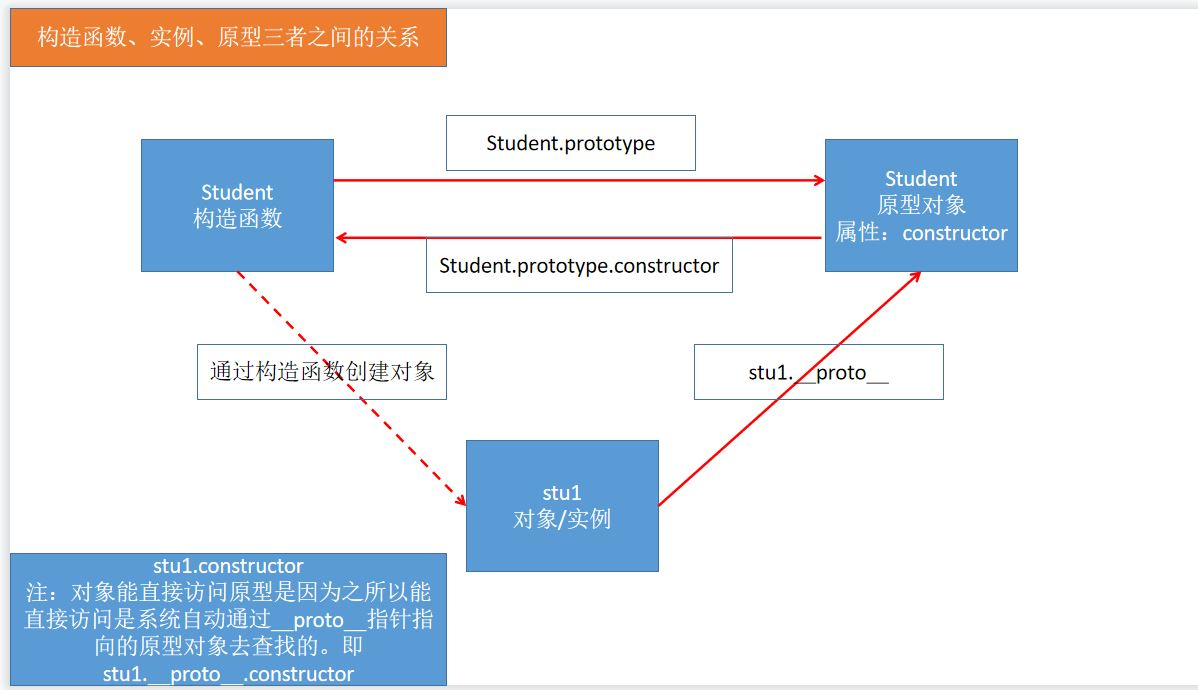 构造函数、实例、原型三者之间的关系
Student.prototype
Student
构造函数
Student
原型对象
属性：constructor
Student.prototype.constructor
通过构造函数创建对象
stu1.__proto__
stu1
对象/实例
stu1.constructor
注：对象能直接访问原型是因为之所以能
直接访问是系统自动通过__proto__指针指
向的原型对象去查找的。即
stu1.__proto__.constructor